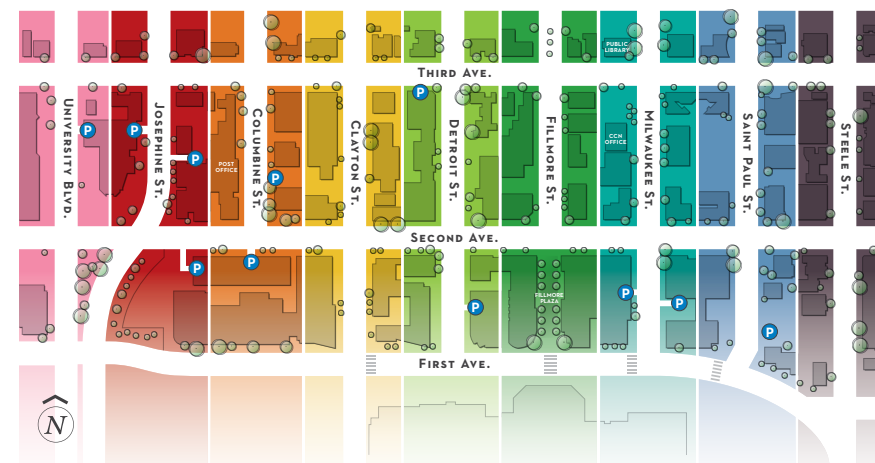 PUBLIC
LIBRARY
THIRD AVE.
P
UNIVERSITY BLVD.
JOSEPHINE ST.
COLUMBINE ST.
CLAYTON ST.
DETROIT ST.
FILLMORE ST.
MILWAUKEE ST.
SAINT PAUL ST.
STEELE ST.
P
P
P
P
POST
OFFICE
CCN
OFFICE
SECOND AVE.
P
P
P
P
P
P
FILLMORE
PLAZA
FIRST AVE.
N